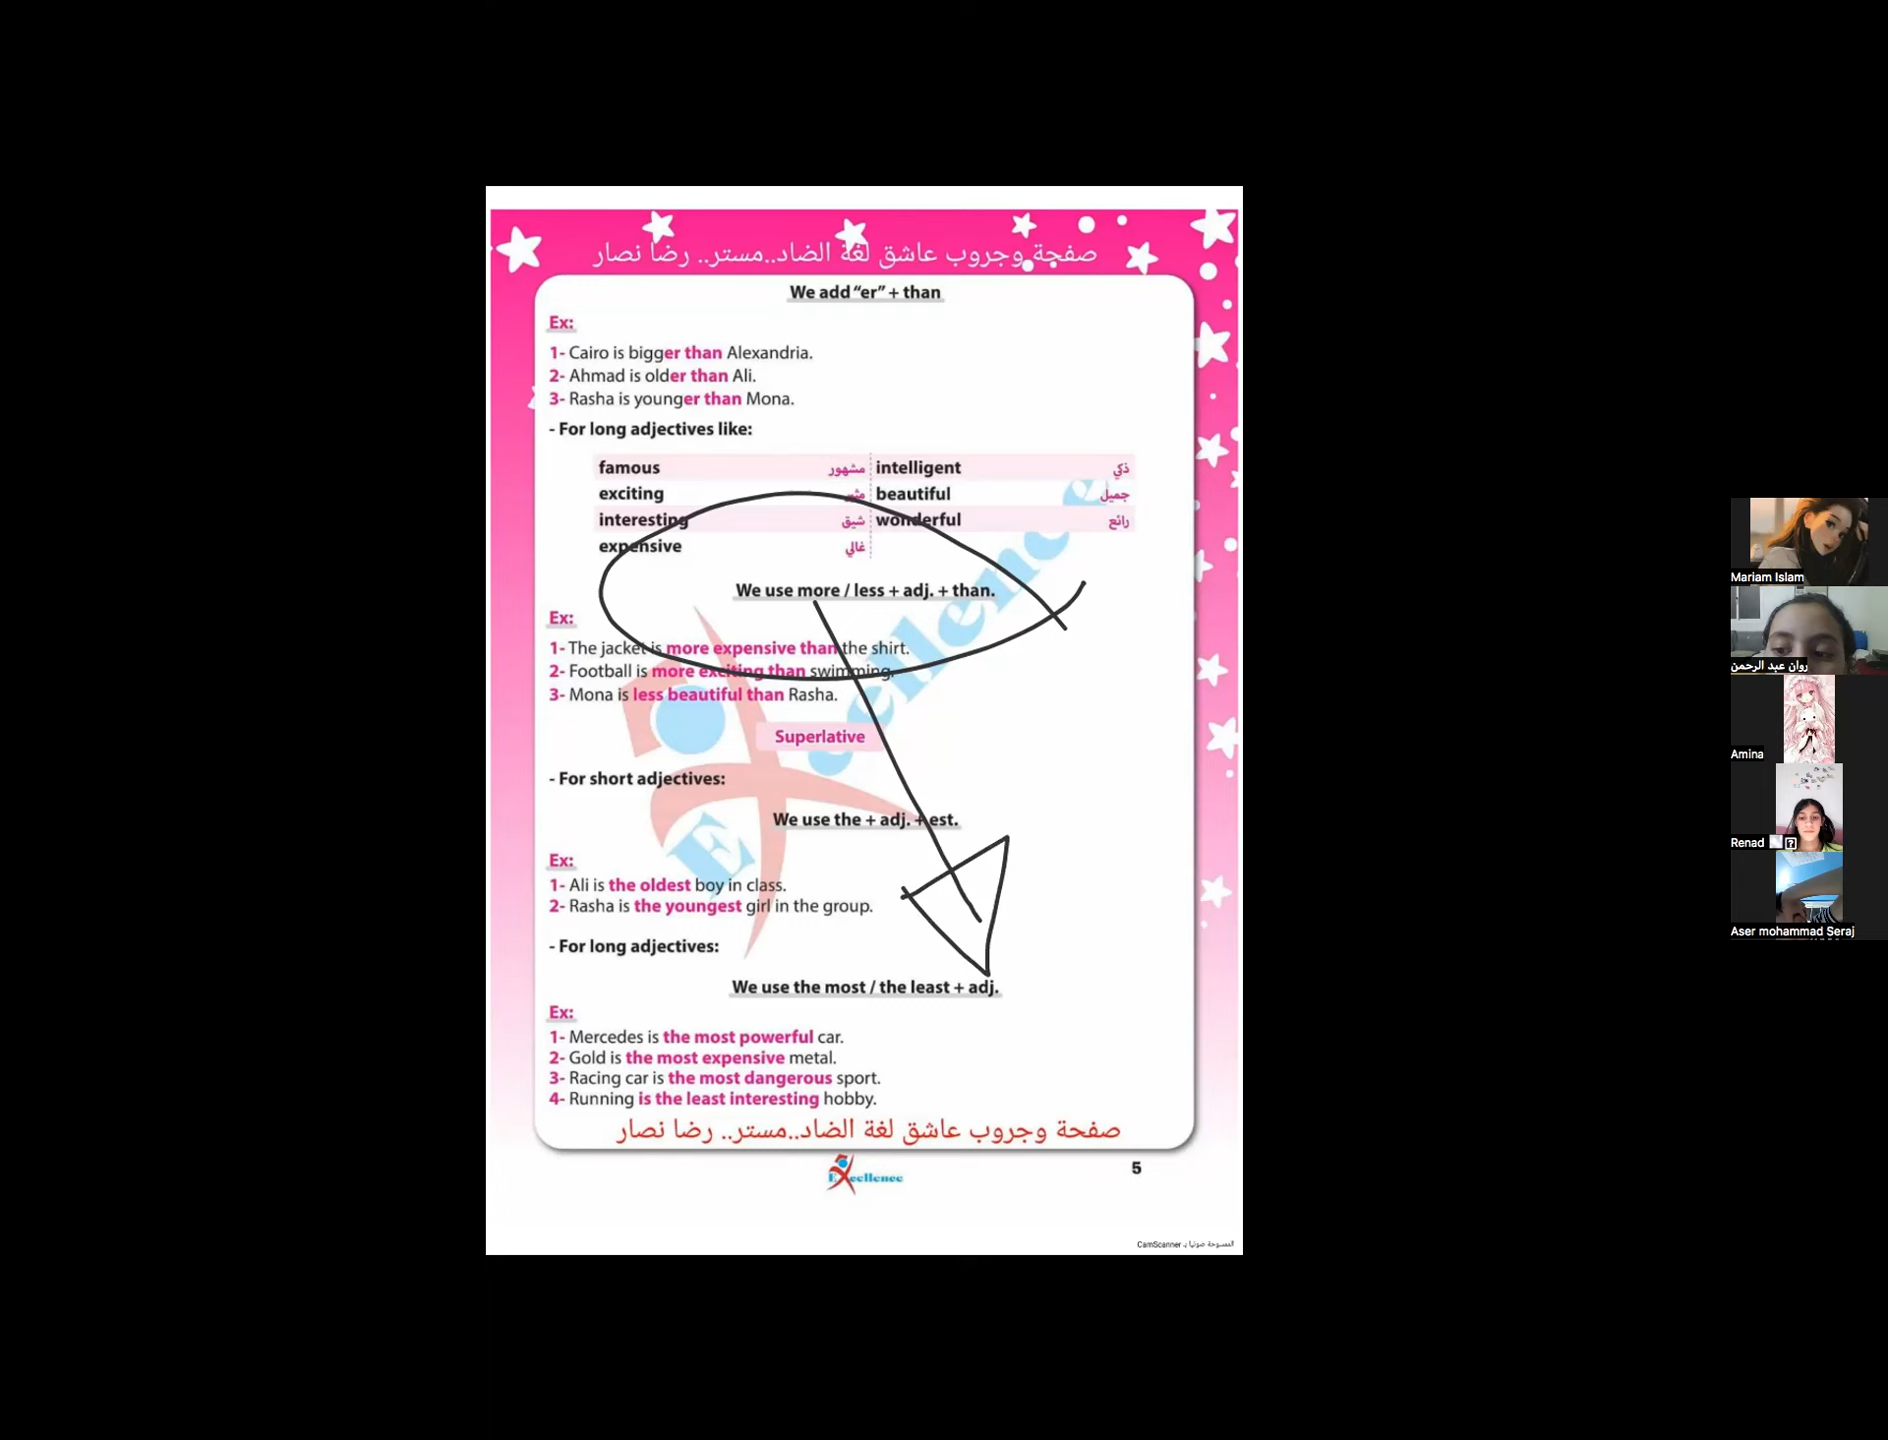 صفحة وجروب عاشق لغة الضاد..مستر.. رضا نصار
We add "er" + than
Ex:
1- Cairo is bigger than Alexandria.
2- Ahmad is older than Ali.
3- Rasha is younger than Mona.
- For long adjectives like:
famous مشهور intelligent ذكي
exciting مثير beautiful جميل
interesting شيق wonderful رائع
expensive غالي
We use more / less + adj. + than.
Ex:
1- The jacket is more expensive than the shirt.
2- Football is more exciting than swimming.
3- Mona is less beautiful than Rasha.
Superlative
- For short adjectives:
We use the + adj. + est.
Ex:
1- Ali is the oldest boy in class.
2- Rasha is the youngest girl in the group.
- For long adjectives:
We use the most / the least + adj.
Ex:
1- Mercedes is the most powerful car.
2- Gold is the most expensive metal.
3- Racing car is the most dangerous sport.
4- Running is the least interesting hobby.
صفحة وجروب عاشق لغة الضاد..مستر.. رضا نصار
Excellence
5
الممسوحة ضوئيا بـ CamScanner
Excellence
Mariam Islam
روان عبد الرحمن
Amina
Renad
Aser mohammad Seraj